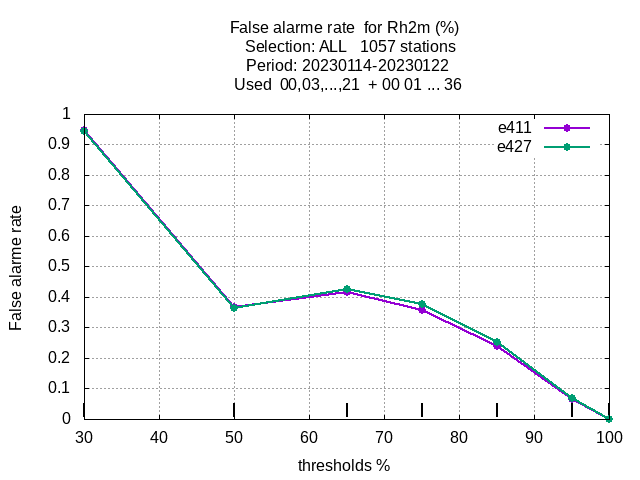 False alarme rate  for Rh2m (%)
Selection: ALL   1057 stations
Period: 20230114-20230122
Used  00,03,...,21  + 00 01 ... 36
e411
e427
1
0.9
0.8
0.7
0.6
0.5
0.4
0.3
0.2
0.1
0
False alarme rate
30 40 50 60 70 80 90 100
thresholds %